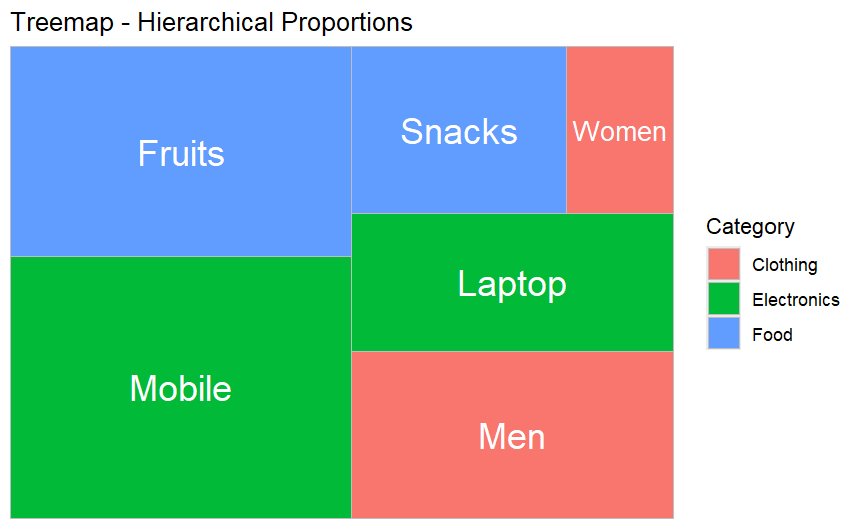 Treemap - Hierarchical Proportions
Fruits
Snacks
Women
Laptop
Mobile
Men
Category
Clothing
Electronics
Food